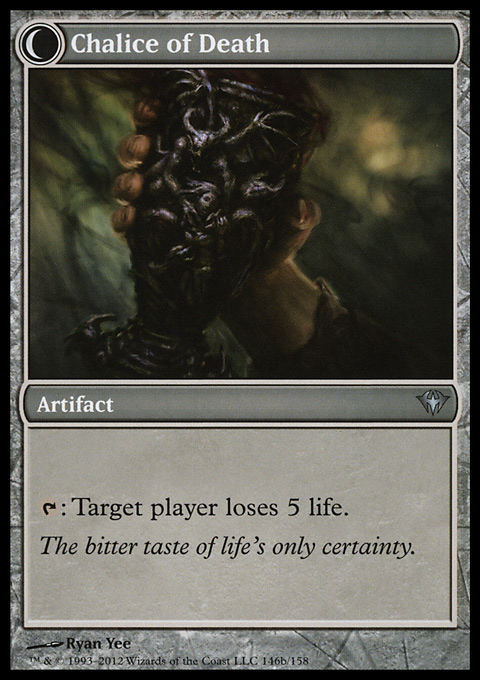 Chalice of Death
Artifact
: Target player loses 5 life.
The bitter taste of life's only certainty.
Ryan Yee
™ & © 1993–2012 Wizards of the Coast LLC 146b/158